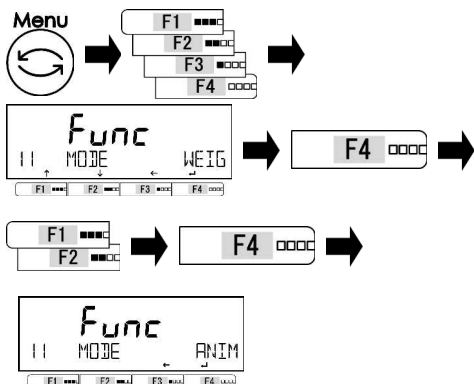 Menu
F1
F2
F3
F4
Func
11 MODE WEIG
↑ ↓ ← ↵
F1 F2 F3 F4
F4
F1
F2
F4
Func
11 MODE ANIM
← ↵
F1 F2 F3 F4